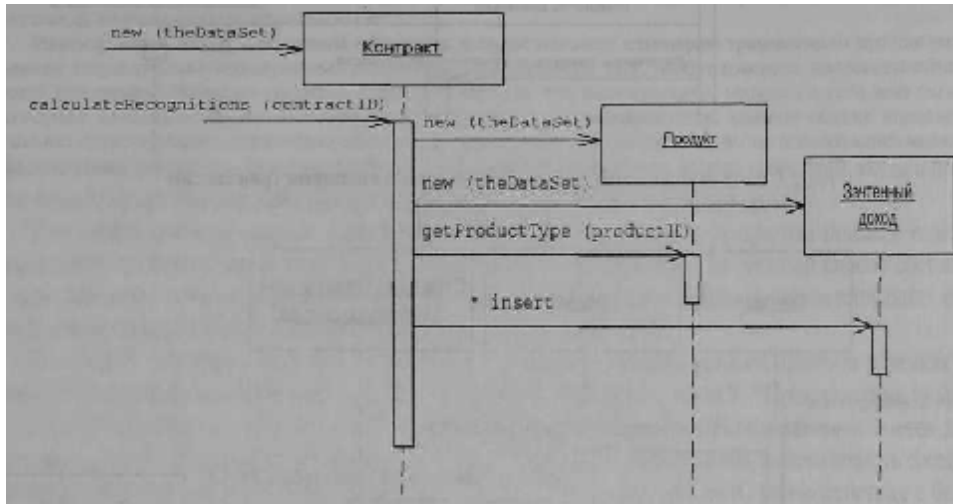 new (theDataSet)
Контракт
calculateRecognitions (contractID)
new (theDataSet)
Продукт
new (theDataSet)
Зачтенный
доход
getProductType (productID)
* insert